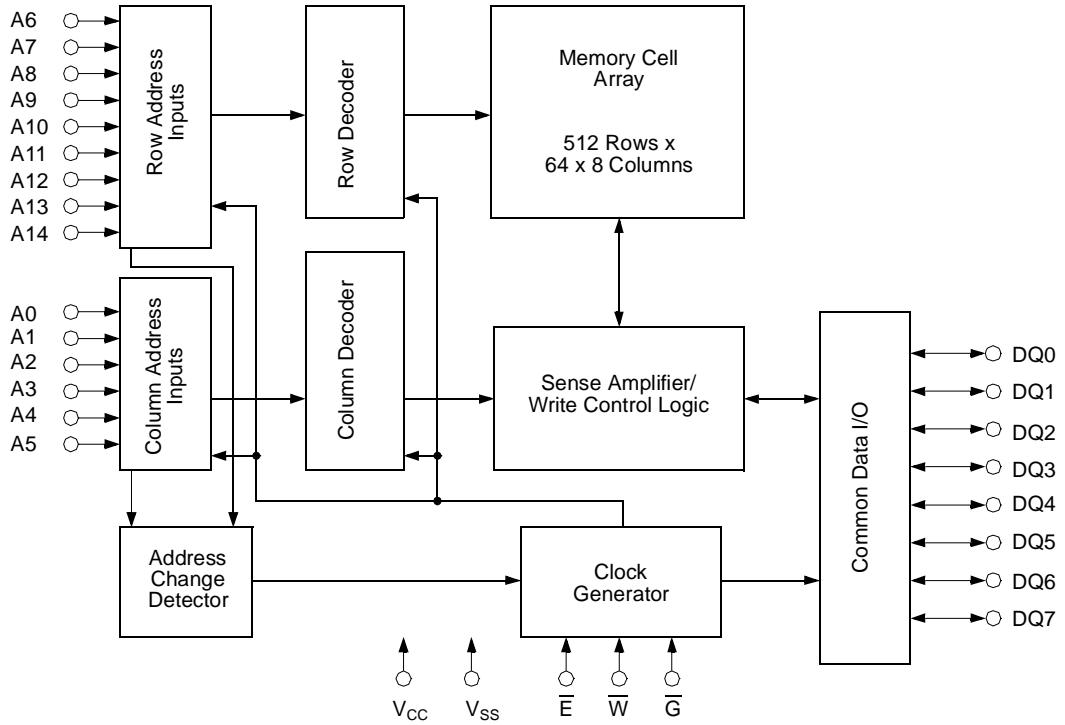 A6
A7
A8
A9
A10
A11
A12
A13
A14
Row Address
Inputs
Row Decoder
Memory Cell
Array
512 Rows x
64 x 8 Columns
A0
A1
A2
A3
A4
A5
Column Address
Inputs
Column Decoder
Sense Amplifier/
Write Control Logic
Common Data I/O
DQ0
DQ1
DQ2
DQ3
DQ4
DQ5
DQ6
DQ7
Address
Change
Detector
Clock
Generator
VCC
VSS
E̅
W̅
G̅